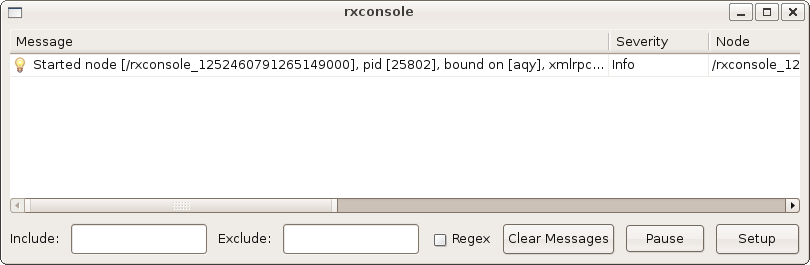 rxconsole
Message Severity Node
Started node [/rxconsole_1252460791265149000], pid [25802], bound on [aqy], xmlrpc... Info /rxconsole_12
Include: Exclude: Regex Clear Messages Pause Setup